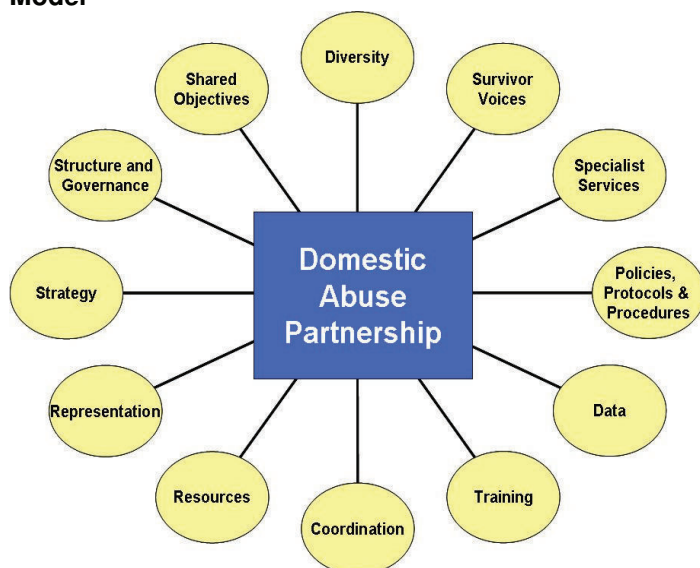 Model
Diversity
Shared
Objectives
Survivor
Voices
Structure and
Governance
Specialist
Services
Domestic
Abuse
Partnership
Strategy
Policies,
Protocols &
Procedures
Representation
Data
Resources
Training
Coordination